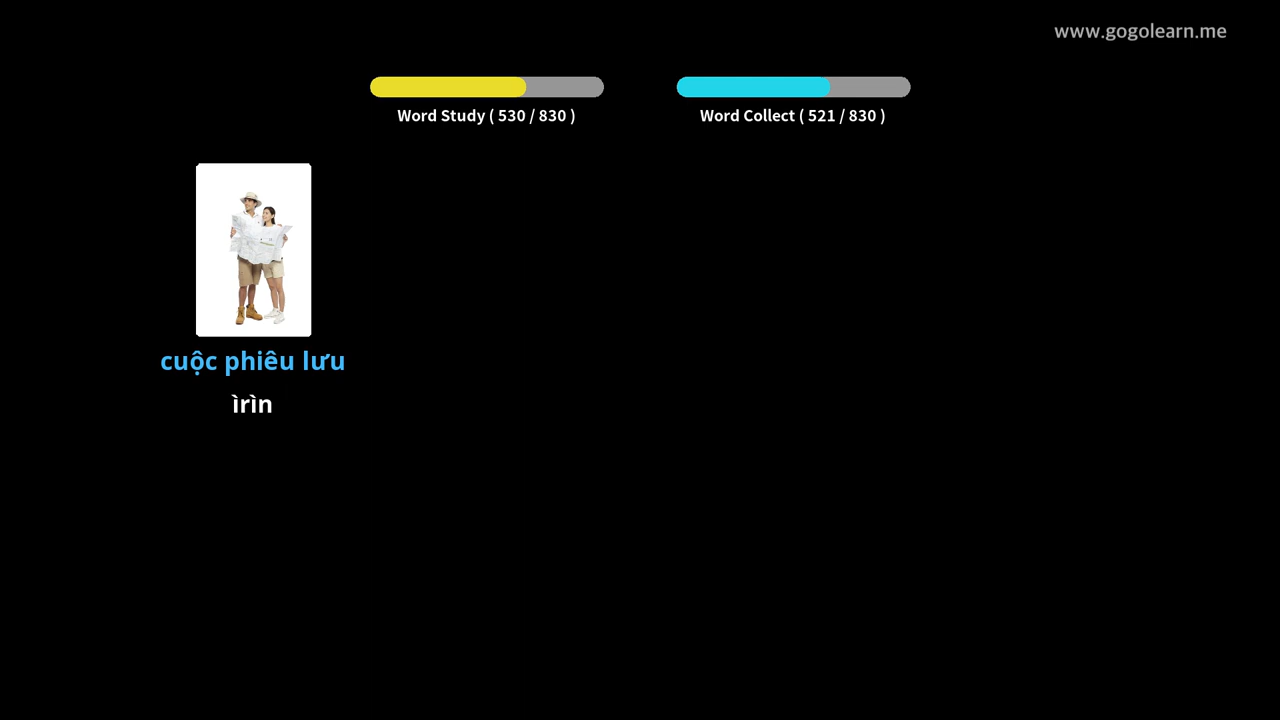 www.gogolearn.me
Word Study ( 530 / 830 )
Word Collect ( 521 / 830 )
cuộc phiêu lưu
ìrìn